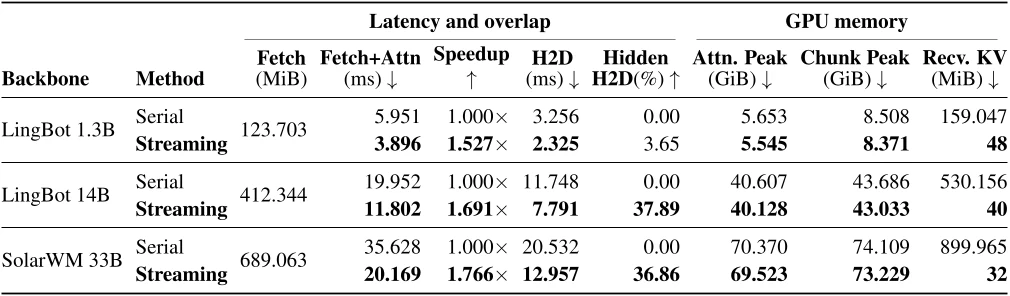 Latency and overlap GPU memory
Fetch Fetch+Attn Speedup H2D Hidden Attn. Peak Chunk Peak Recv. KV
Backbone Method (MiB) (ms) ↓ ↑ (ms) ↓ H2D(%) ↑ (GiB) ↓ (GiB) ↓ (MiB) ↓
LingBot 1.3B Serial 123.703 5.951 1.000× 3.256 0.00 5.653 8.508 159.047
Streaming 3.896 1.527× 2.325 3.65 5.545 8.371 48
LingBot 14B Serial 412.344 19.952 1.000× 11.748 0.00 40.607 43.686 530.156
Streaming 11.802 1.691× 7.791 37.89 40.128 43.033 40
SolarWM 33B Serial 689.063 35.628 1.000× 20.532 0.00 70.370 74.109 899.965
Streaming 20.169 1.766× 12.957 36.86 69.523 73.229 32